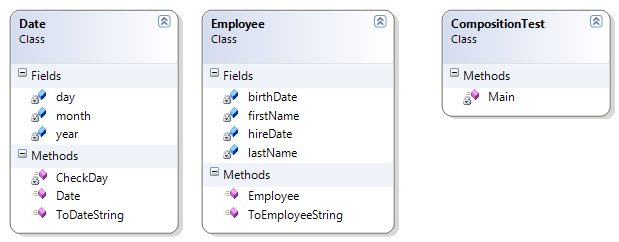 Date
Class
Fields
day
month
year
Methods
CheckDay
Date
ToDateString
Employee
Class
Fields
birthDate
firstName
hireDate
lastName
Methods
Employee
ToEmployeeString
CompositionTest
Class
Methods
Main